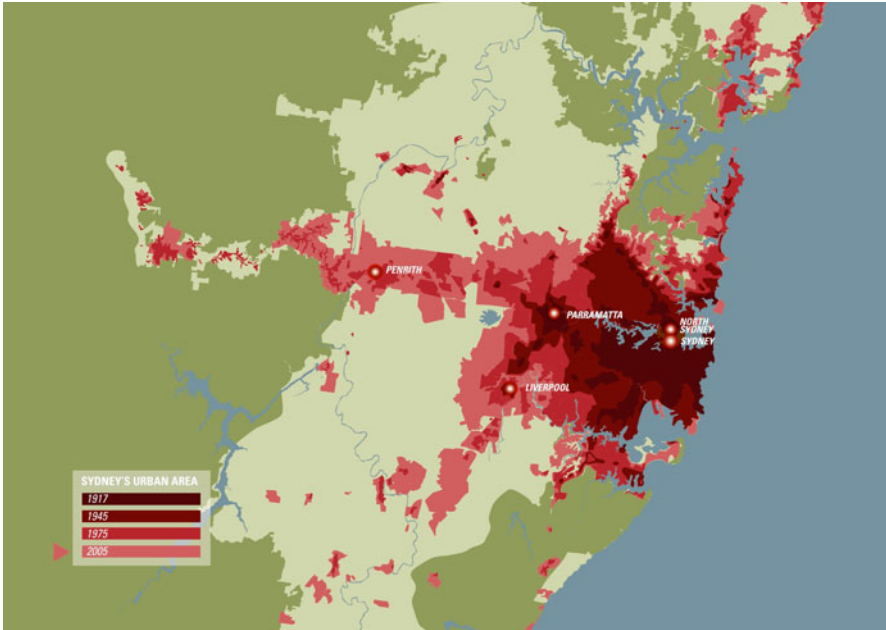 PENRITH
PARRAMATTA
NORTH
SYDNEY
SYDNEY
LIVERPOOL
SYDNEY'S URBAN AREA
1917
1945
1975
2005